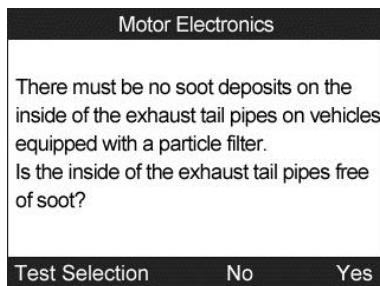 Motor Electronics
There must be no soot deposits on the
inside of the exhaust tail pipes on vehicles
equipped with a particle filter.
Is the inside of the exhaust tail pipes free
of soot?
Test Selection No Yes